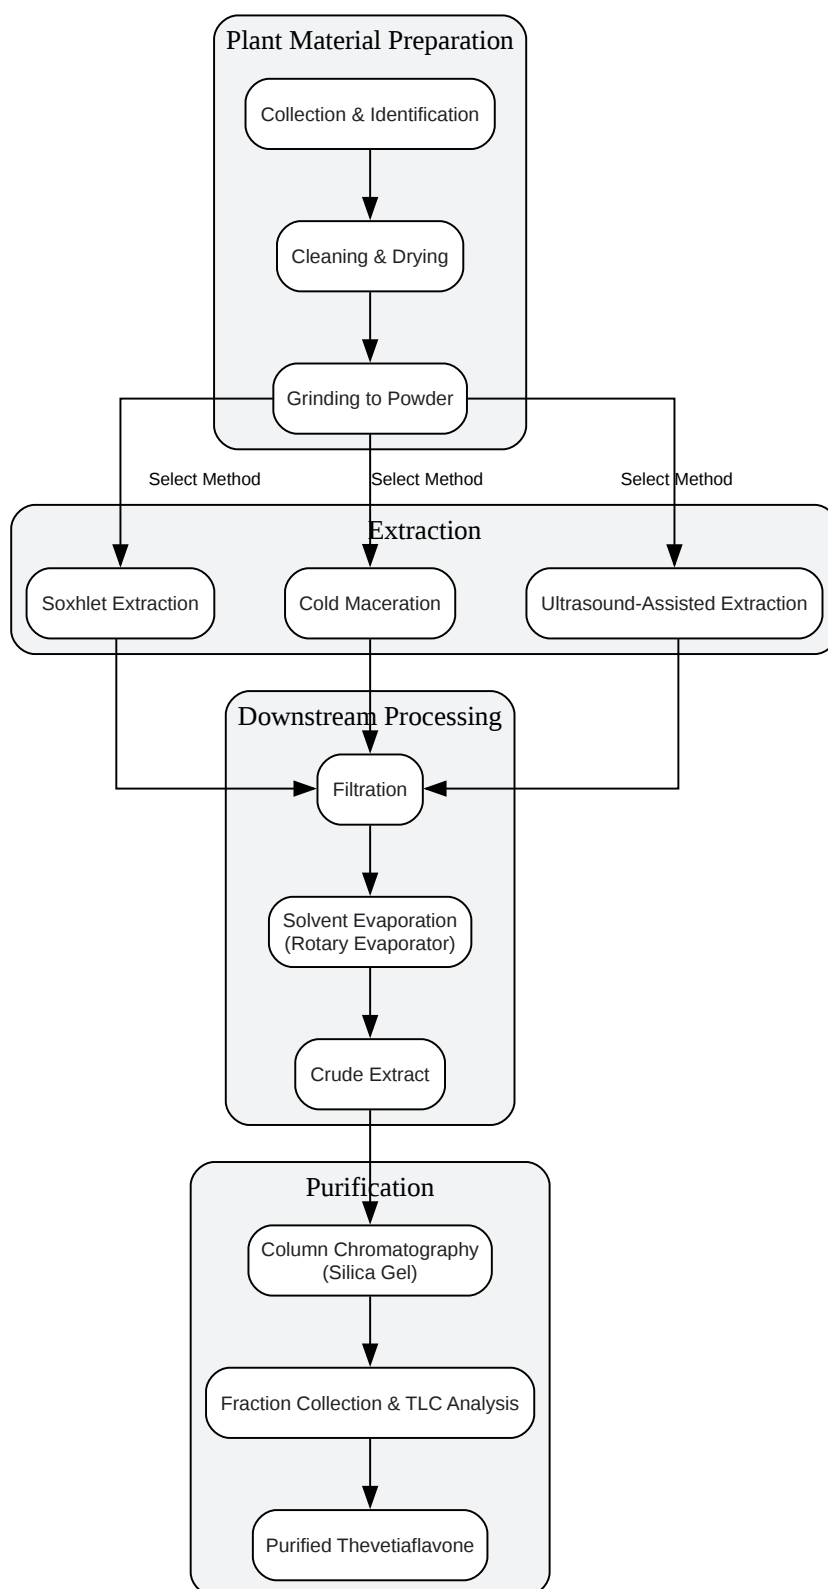 Plant Material Preparation
Collection & Identification
Cleaning & Drying
Grinding to Powder
Select Method
Select Method
Select Method
Extraction
Soxhlet Extraction
Cold Maceration
Ultrasound-Assisted Extraction
Downstream Processing
Filtration
Solvent Evaporation
(Rotary Evaporator)
Crude Extract
Purification
Column Chromatography
(Silica Gel)
Fraction Collection & TLC Analysis
Purified Thevetiaflavone